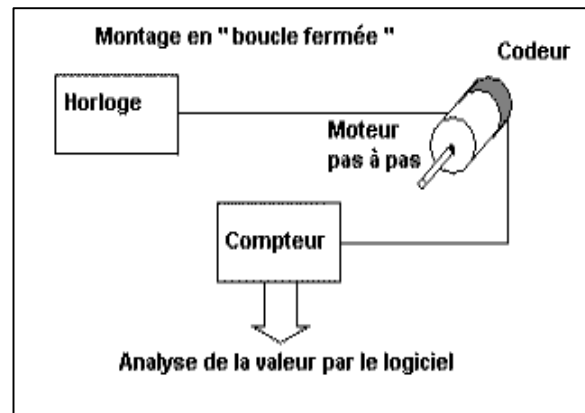 Montage en " boucle fermée "
Codeur
Horloge
Moteur
pas à pas
Compteur
Analyse de la valeur par le logiciel